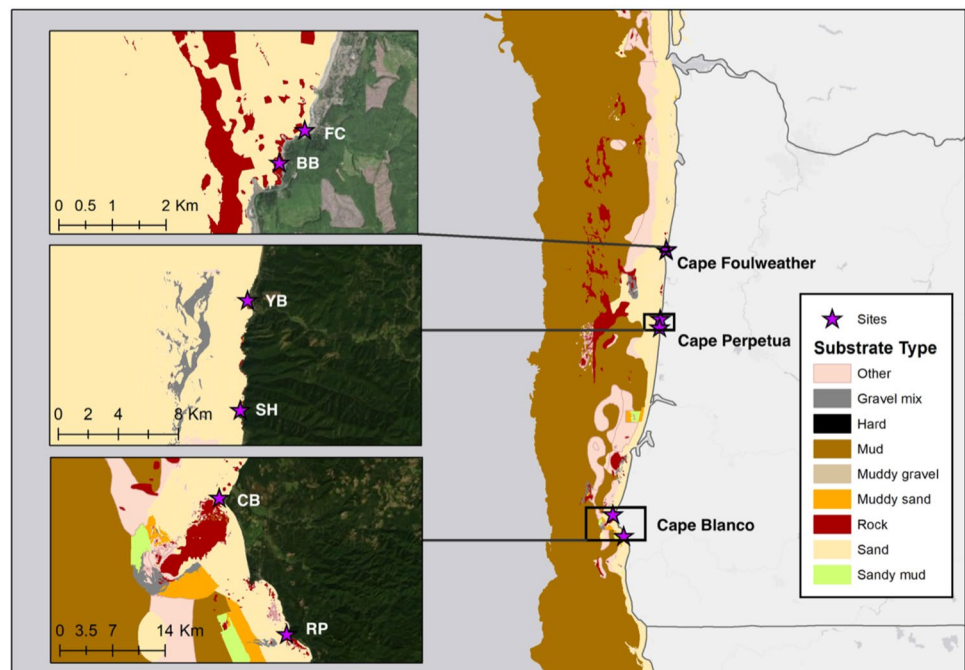 FC
BB
0 0.5 1 2 Km
YB
SH
0 2 4 8 Km
CB
RP
0 3.5 7 14 Km
Cape Foulweather
Cape Perpetua
Cape Blanco
Sites
Substrate Type
Other
Gravel mix
Hard
Mud
Muddy gravel
Muddy sand
Rock
Sand
Sandy mud